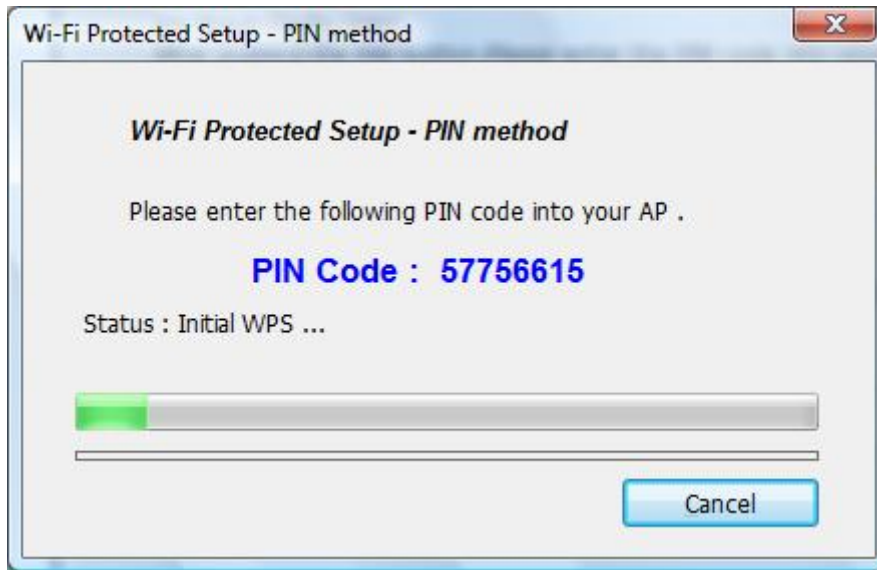 Wi-Fi Protected Setup - PIN method
Wi-Fi Protected Setup - PIN method
Please enter the following PIN code into your AP .
PIN Code : 57756615
Status : Initial WPS ...
Cancel